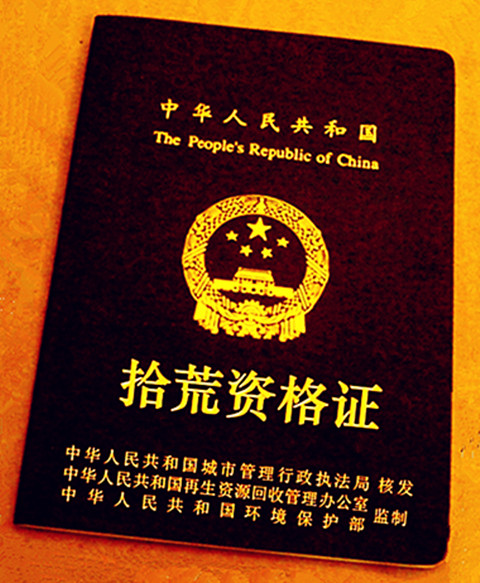 中华人民共和国
The People's Republic of China
拾荒资格证
中华人民共和国城市管理行政执法局 核发
中华人民共和国再生资源回收管理办公室 监制
中华人民共和国环境保护部